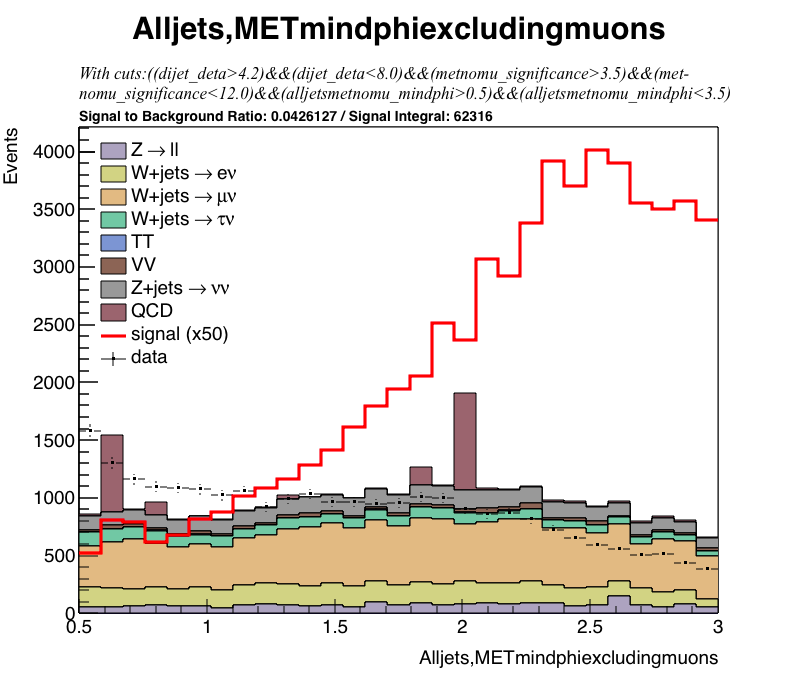 Alljets,METmindphiexcludingmuons
With cuts:((dijet_deta>4.2)&&(dijet_deta<8.0)&&(metnomu_significance>3.5)&&(met-
nomu_significance<12.0)&&(alljetsmetnomu_mindphi>0.5)&&(alljetsmetnomu_mindphi<3.5)
Signal to Background Ratio: 0.0426127 / Signal Integral: 62316
Events
4000
3500
3000
2500
2000
1500
1000
500
0
Z → ll
W+jets → eν
W+jets → μν
W+jets → τν
TT
VV
Z+jets → νν
QCD
signal (x50)
data
0.5 1 1.5 2 2.5 3
Alljets,METmindphiexcludingmuons